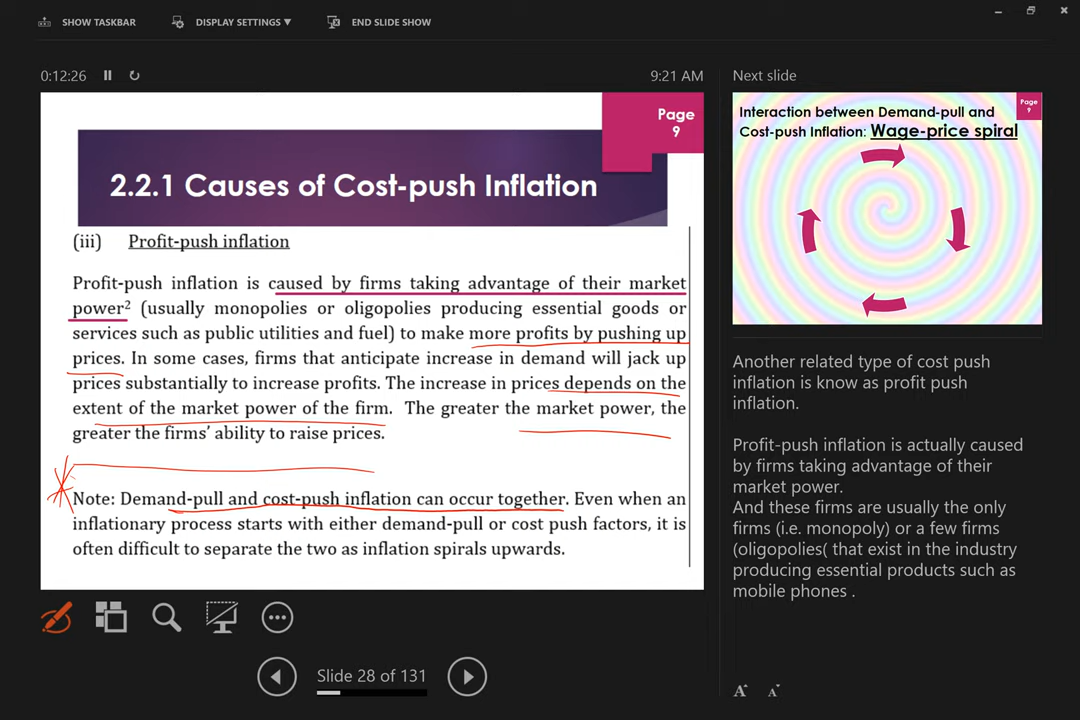 SHOW TASKBAR
DISPLAY SETTINGS ▼
END SLIDE SHOW
0:12:26
9:21 AM
Page
9
2.2.1 Causes of Cost-push Inflation
(iii) Profit-push inflation
Profit-push inflation is caused by firms taking advantage of their market
power² (usually monopolies or oligopolies producing essential goods or
services such as public utilities and fuel) to make more profits by pushing up
prices. In some cases, firms that anticipate increase in demand will jack up
prices substantially to increase profits. The increase in prices depends on the
extent of the market power of the firm. The greater the market power, the
greater the firms' ability to raise prices.
Note: Demand-pull and cost-push inflation can occur together. Even when an
inflationary process starts with either demand-pull or cost push factors, it is
often difficult to separate the two as inflation spirals upwards.
Slide 28 of 131
Next slide
Interaction between Demand-pull and
Cost-push Inflation: Wage-price spiral
Page
9
Another related type of cost push
inflation is know as profit push
inflation.
Profit-push inflation is actually caused
by firms taking advantage of their
market power.
And these firms are usually the only
firms (i.e. monopoly) or a few firms
(oligopolies( that exist in the industry
producing essential products such as
mobile phones .
A A